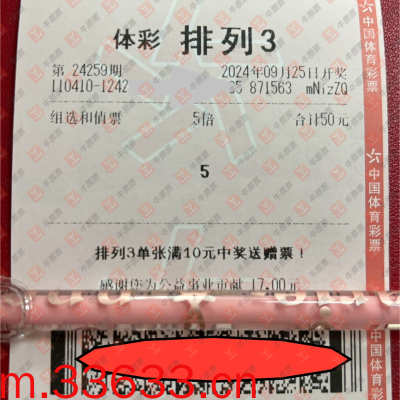 体彩 排列3
第 24259期 2024年09月25日开奖
110410-1242 871563 mNizZQ
组选和值票 5倍 合计50元
5
排列3单张满10元中奖送赠票！
感谢您为公益事业贡献 17.00元
中国体育彩票
中国体育彩票
m.33633.cn